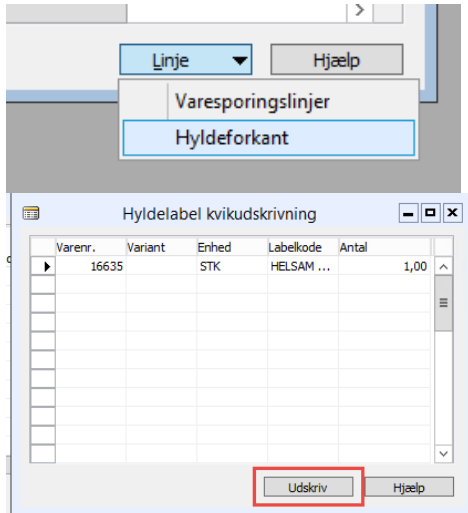 Linje Hjælp
Varesporingslinjer
Hyldeforkant
Hyldelabel kvikudskrivning
Varenr. Variant Enhed Labelkode Antal
16635 STK HELSAM ... 1,00
Udskriv Hjælp